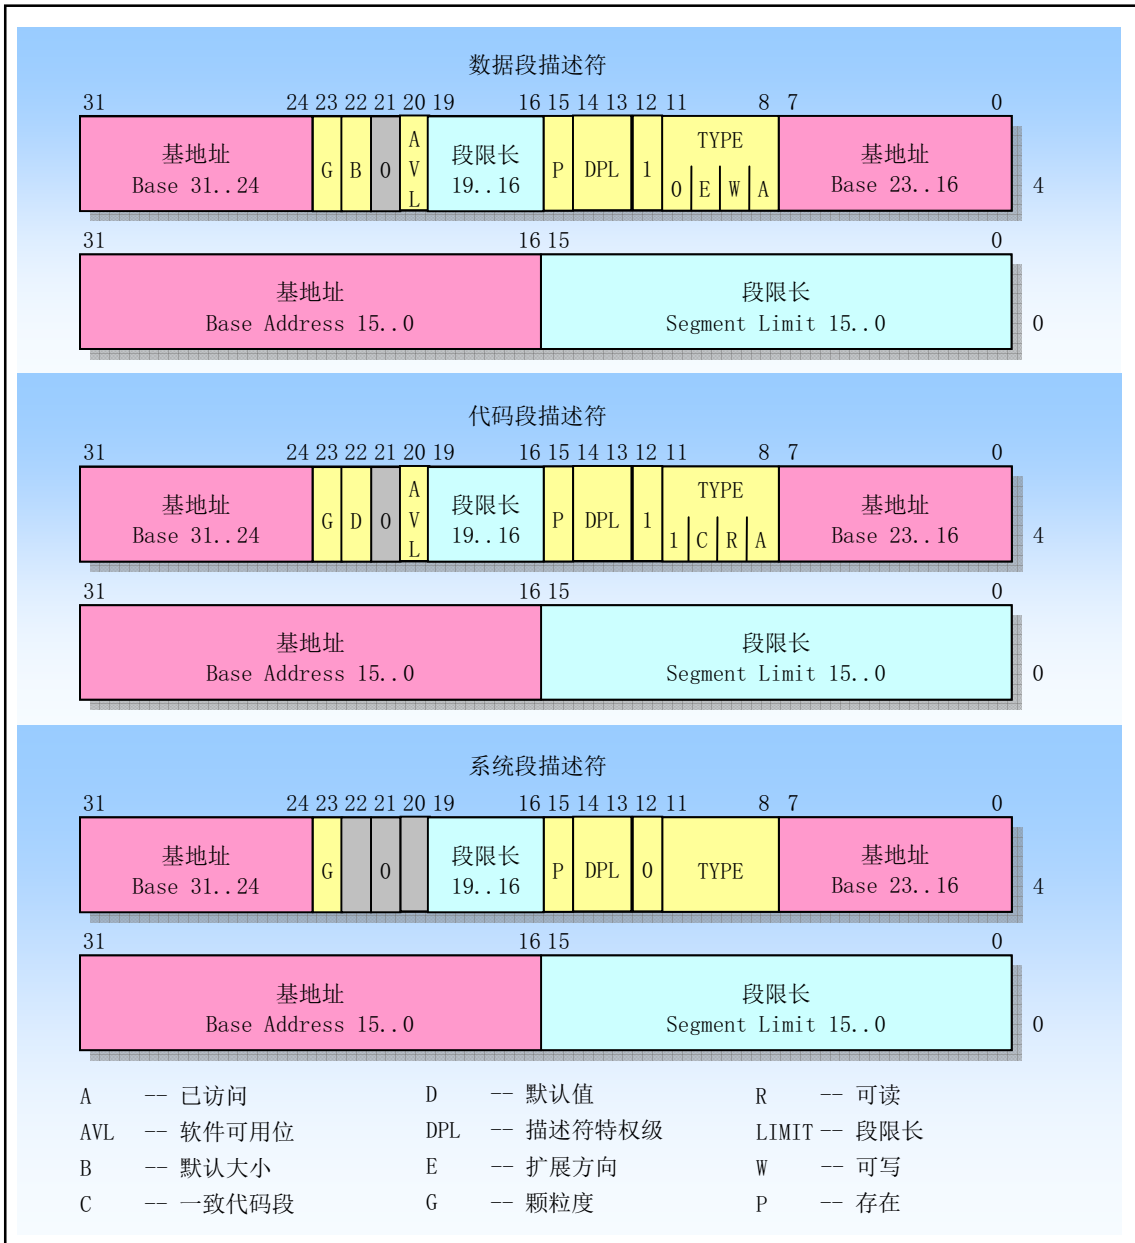 数据段描述符
31 24 23 22 21 20 19 16 15 14 13 12 11 8 7 0
基地址 Base 31..24 G B 0 AVL 段限长 19..16 P DPL 1 TYPE 0 E W A 基地址 Base 23..16 4
31 16 15 0
基地址 段限长
Base Address 15..0 Segment Limit 15..0 0
代码段描述符
31 24 23 22 21 20 19 16 15 14 13 12 11 8 7 0
基地址 Base 31..24 G D 0 AVL 段限长 19..16 P DPL 1 TYPE 1 C R A 基地址 Base 23..16 4
31 16 15 0
基地址 段限长
Base Address 15..0 Segment Limit 15..0 0
系统段描述符
31 24 23 22 21 20 19 16 15 14 13 12 11 8 7 0
基地址 Base 31..24 G 0 段限长 19..16 P DPL 0 TYPE 基地址 Base 23..16 4
31 16 15 0
基地址 段限长
Base Address 15..0 Segment Limit 15..0 0
A -- 已访问 D -- 默认值 R -- 可读
AVL -- 软件可用位 DPL -- 描述符特权级 LIMIT -- 段限长
B -- 默认大小 E -- 扩展方向 W -- 可写
C -- 一致代码段 G -- 颗粒度 P -- 存在